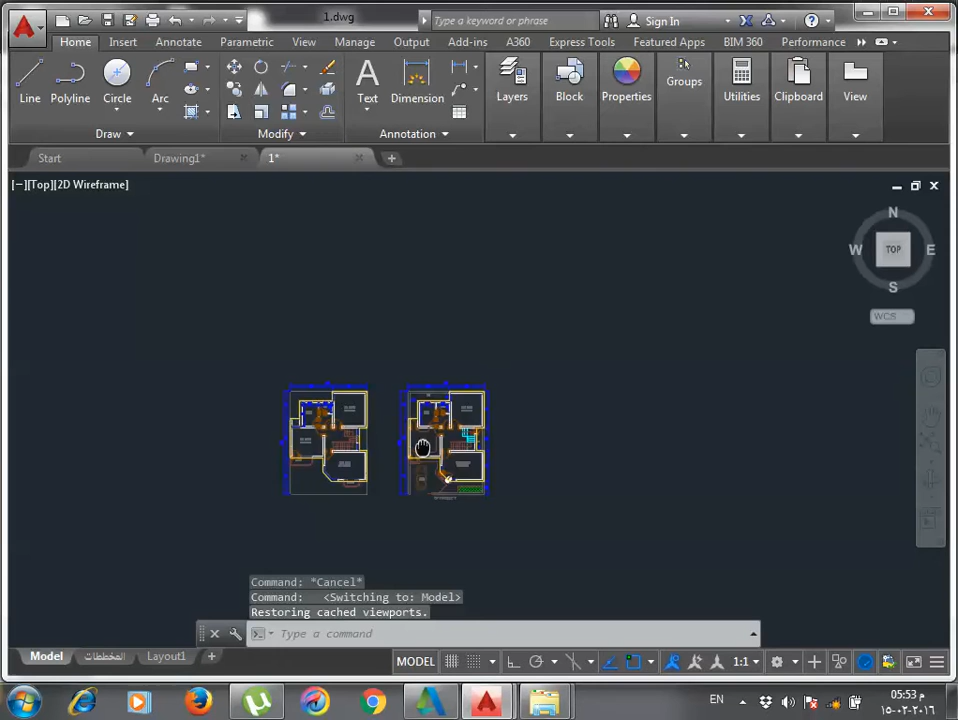 1.dwg
Type a keyword or phrase
Sign In
Home Insert Annotate Parametric View Manage Output Add-ins A360 Express Tools Featured Apps BIM 360 Performance
Line Polyline Circle Arc Text Dimension Layers Block Properties Groups Utilities Clipboard View
Draw Modify Annotation
Start Drawing1* 1*
[−][Top][2D Wireframe]
N
W TOP E
S
WCS
Command: *Cancel*
Command: <Switching to: Model>
Restoring cached viewports.
Type a command
Model المخططات Layout1
MODEL 1:1
EN
05:53 م
١٥-٠٢-٢٠١٦